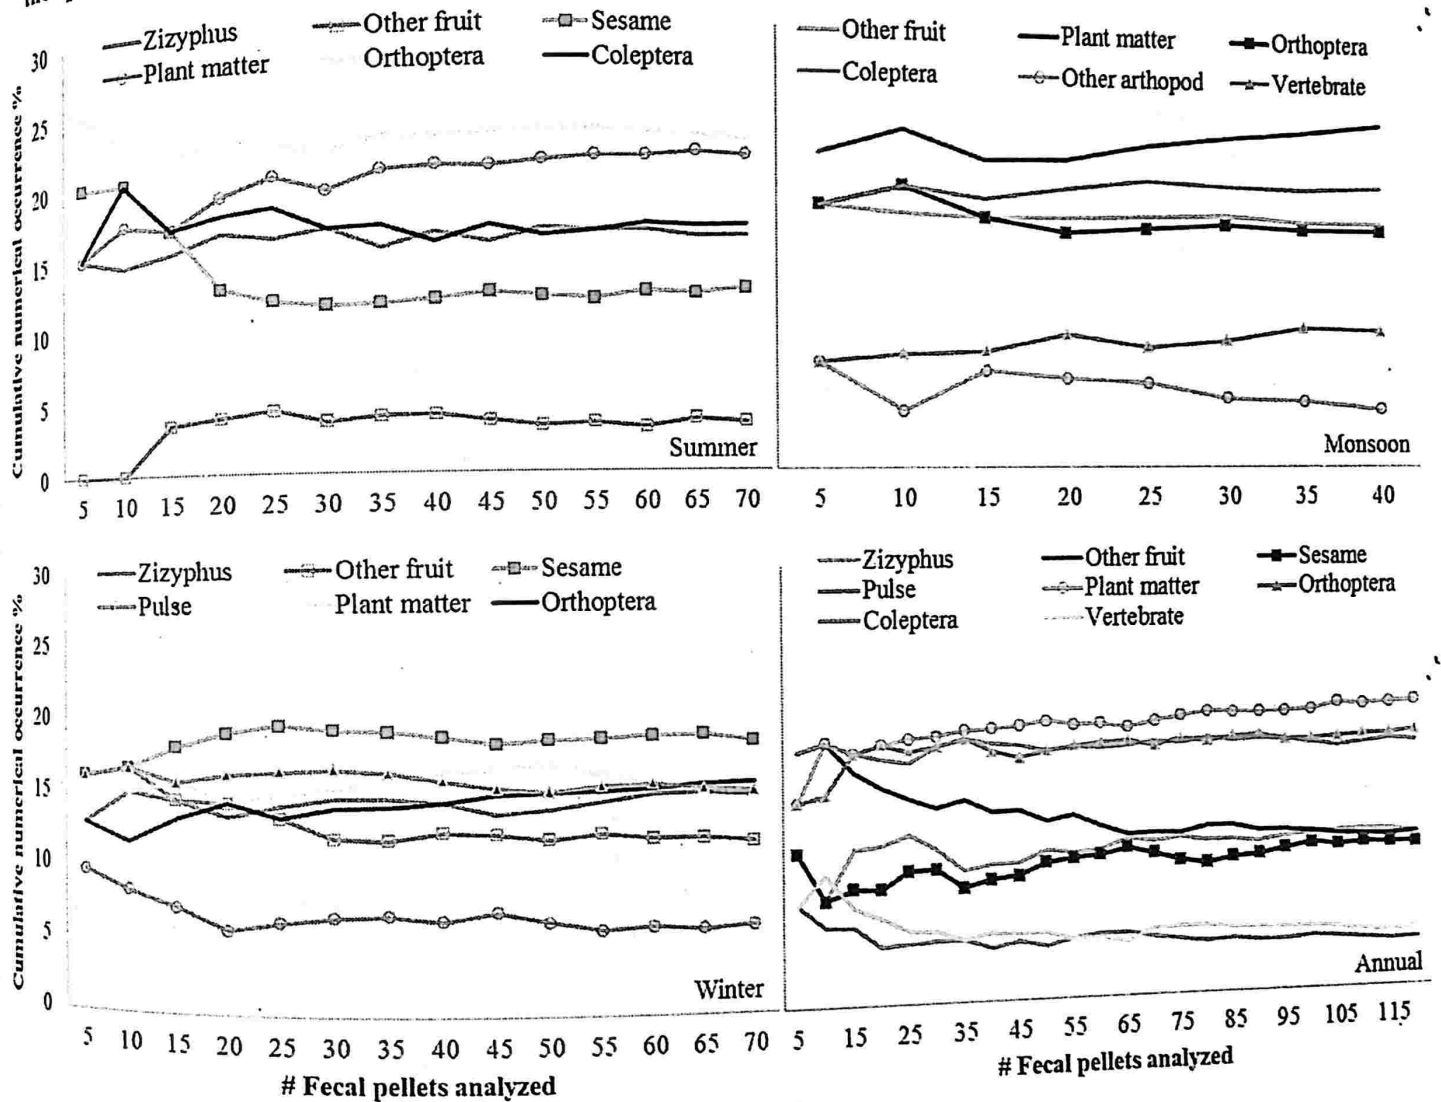 Zizyphus Other fruit Sesame
Plant matter Orthoptera Coleptera
Cumulative numerical occurrence %
30
25
20
15
10
5
0
Summer
5 10 15 20 25 30 35 40 45 50 55 60 65 70
Other fruit Plant matter Orthoptera
Coleptera Other arthopod Vertebrate
Monsoon
5 10 15 20 25 30 35 40
Zizyphus Other fruit Sesame
Pulse Plant matter Orthoptera
Cumulative numerical occurrence %
30
25
20
15
10
5
0
Winter
5 10 15 20 25 30 35 40 45 50 55 60 65 70
# Fecal pellets analyzed
Zizyphus Other fruit Sesame
Pulse Plant matter Orthoptera
Coleptera Vertebrate
Annual
5 15 25 35 45 55 65 75 85 95 105 115
# Fecal pellets analyzed